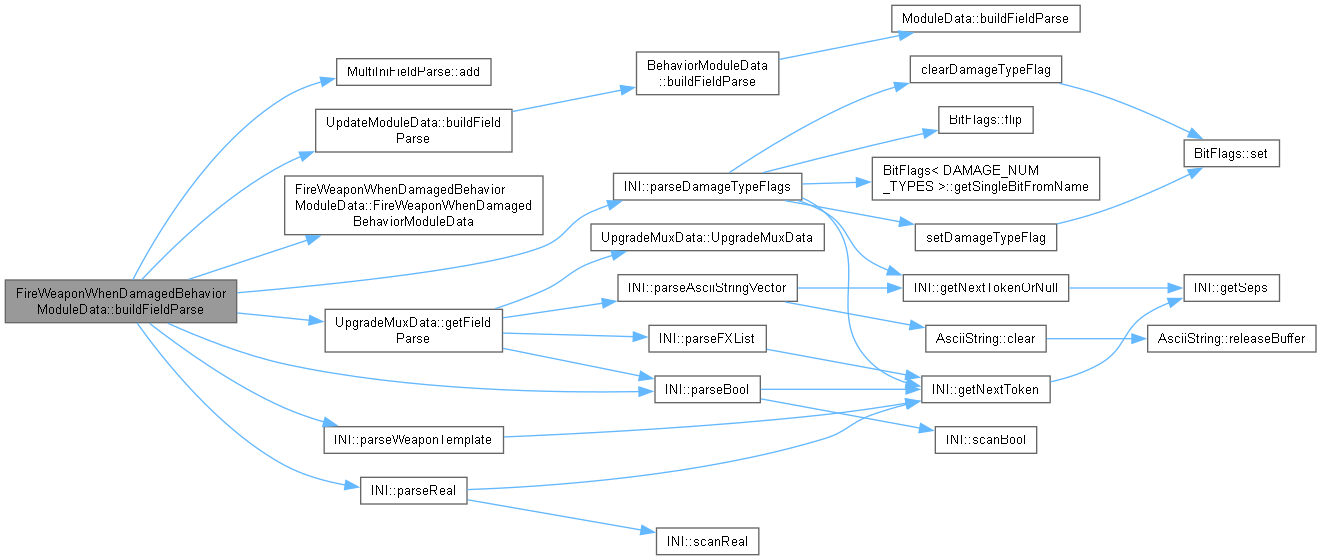 ModuleData::buildFieldParse
MultiIniFieldParse::add
BehaviorModuleData
::buildFieldParse
clearDamageTypeFlag
UpdateModuleData::buildField
Parse
BitFlags::flip
BitFlags::set
FireWeaponWhenDamagedBehavior
ModuleData::FireWeaponWhenDamaged
BehaviorModuleData
INI::parseDamageTypeFlags
BitFlags< DAMAGE_NUM
_TYPES >::getSingleBitFromName
UpgradeMuxData::UpgradeMuxData
setDamageTypeFlag
FireWeaponWhenDamagedBehavior
ModuleData::buildFieldParse
INI::parseAsciiStringVector
INI::getNextTokenOrNull
INI::getSeps
UpgradeMuxData::getField
Parse
INI::parseFXList
AsciiString::clear
AsciiString::releaseBuffer
INI::parseBool
INI::getNextToken
INI::parseWeaponTemplate
INI::scanBool
INI::parseReal
INI::scanReal